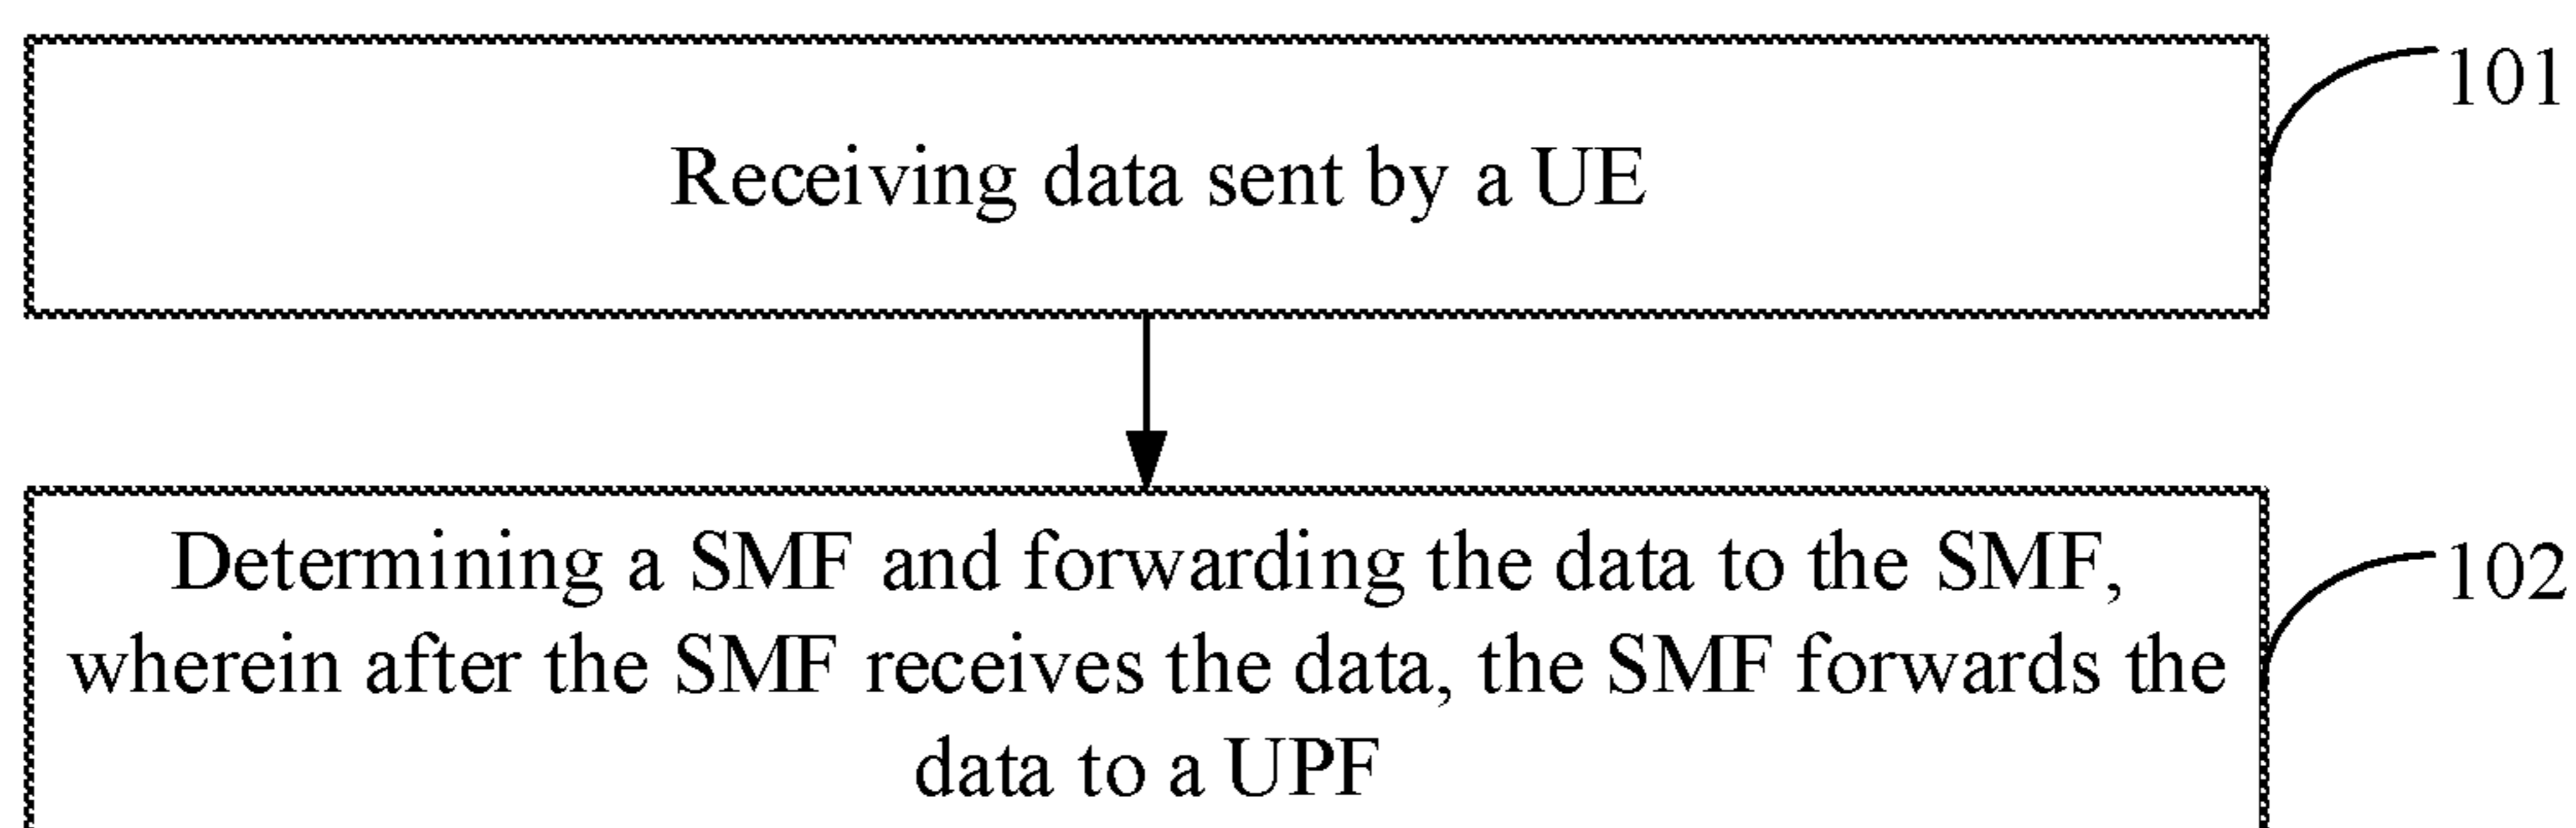 Receiving data sent by a UE
101
Determining a SMF and forwarding the data to the SMF,
wherein after the SMF receives the data, the SMF forwards the
data to a UPF
102